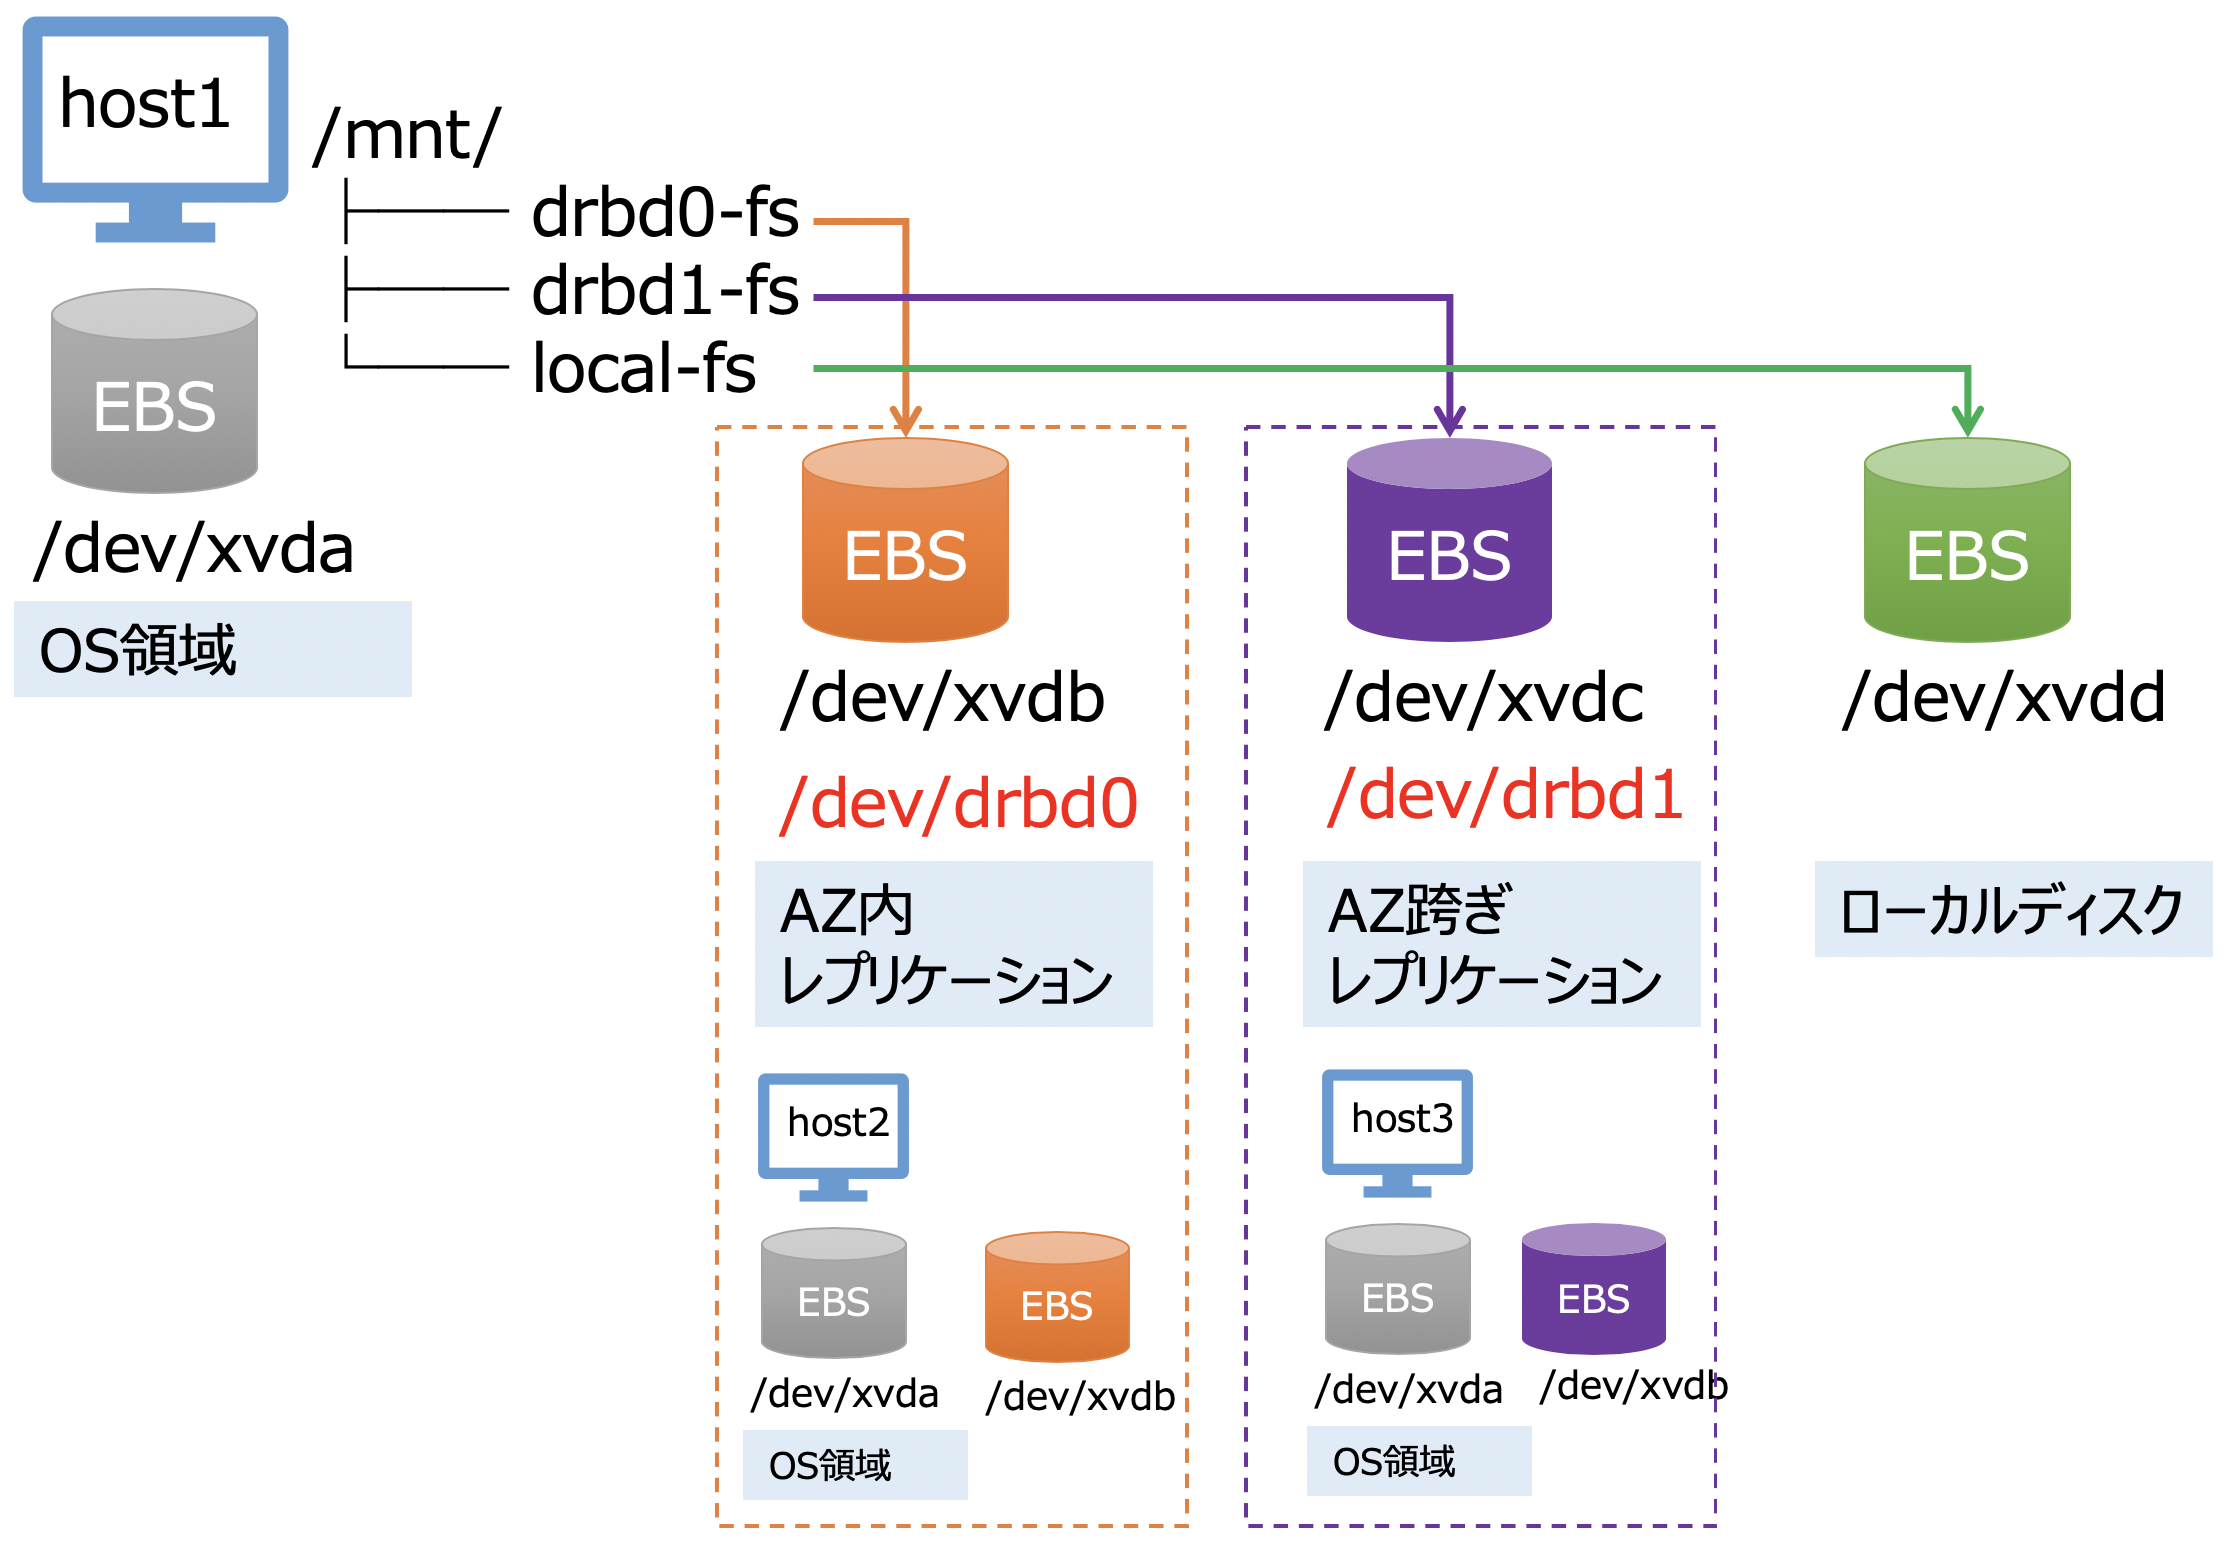 host1
/mnt/
drbd0-fs
drbd1-fs
local-fs
EBS
/dev/xvda
OS領域
EBS
/dev/xvdb
/dev/drbd0
AZ内
レプリケーション
host2
EBS
/dev/xvda
OS領域
EBS
/dev/xvdb
EBS
/dev/xvdc
/dev/drbd1
AZ跨ぎ
レプリケーション
host3
EBS
/dev/xvda
OS領域
EBS
/dev/xvdb
EBS
/dev/xvdd
ローカルディスク